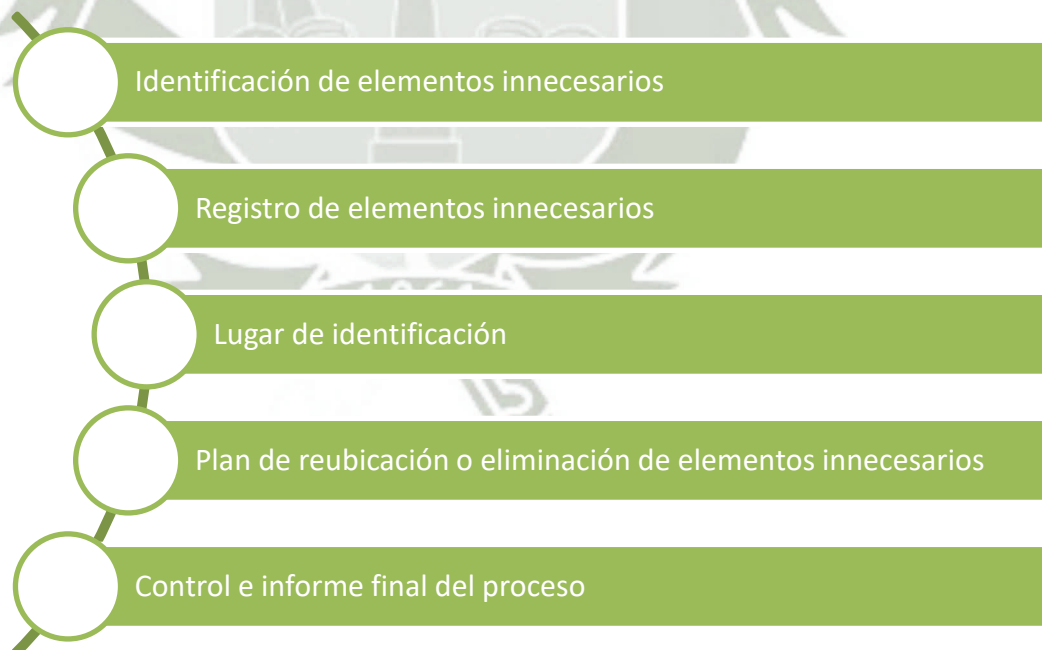 Identificación de elementos innecesarios
Registro de elementos innecesarios
Lugar de identificación
Plan de reubicación o eliminación de elementos innecesarios
Control e informe final del proceso